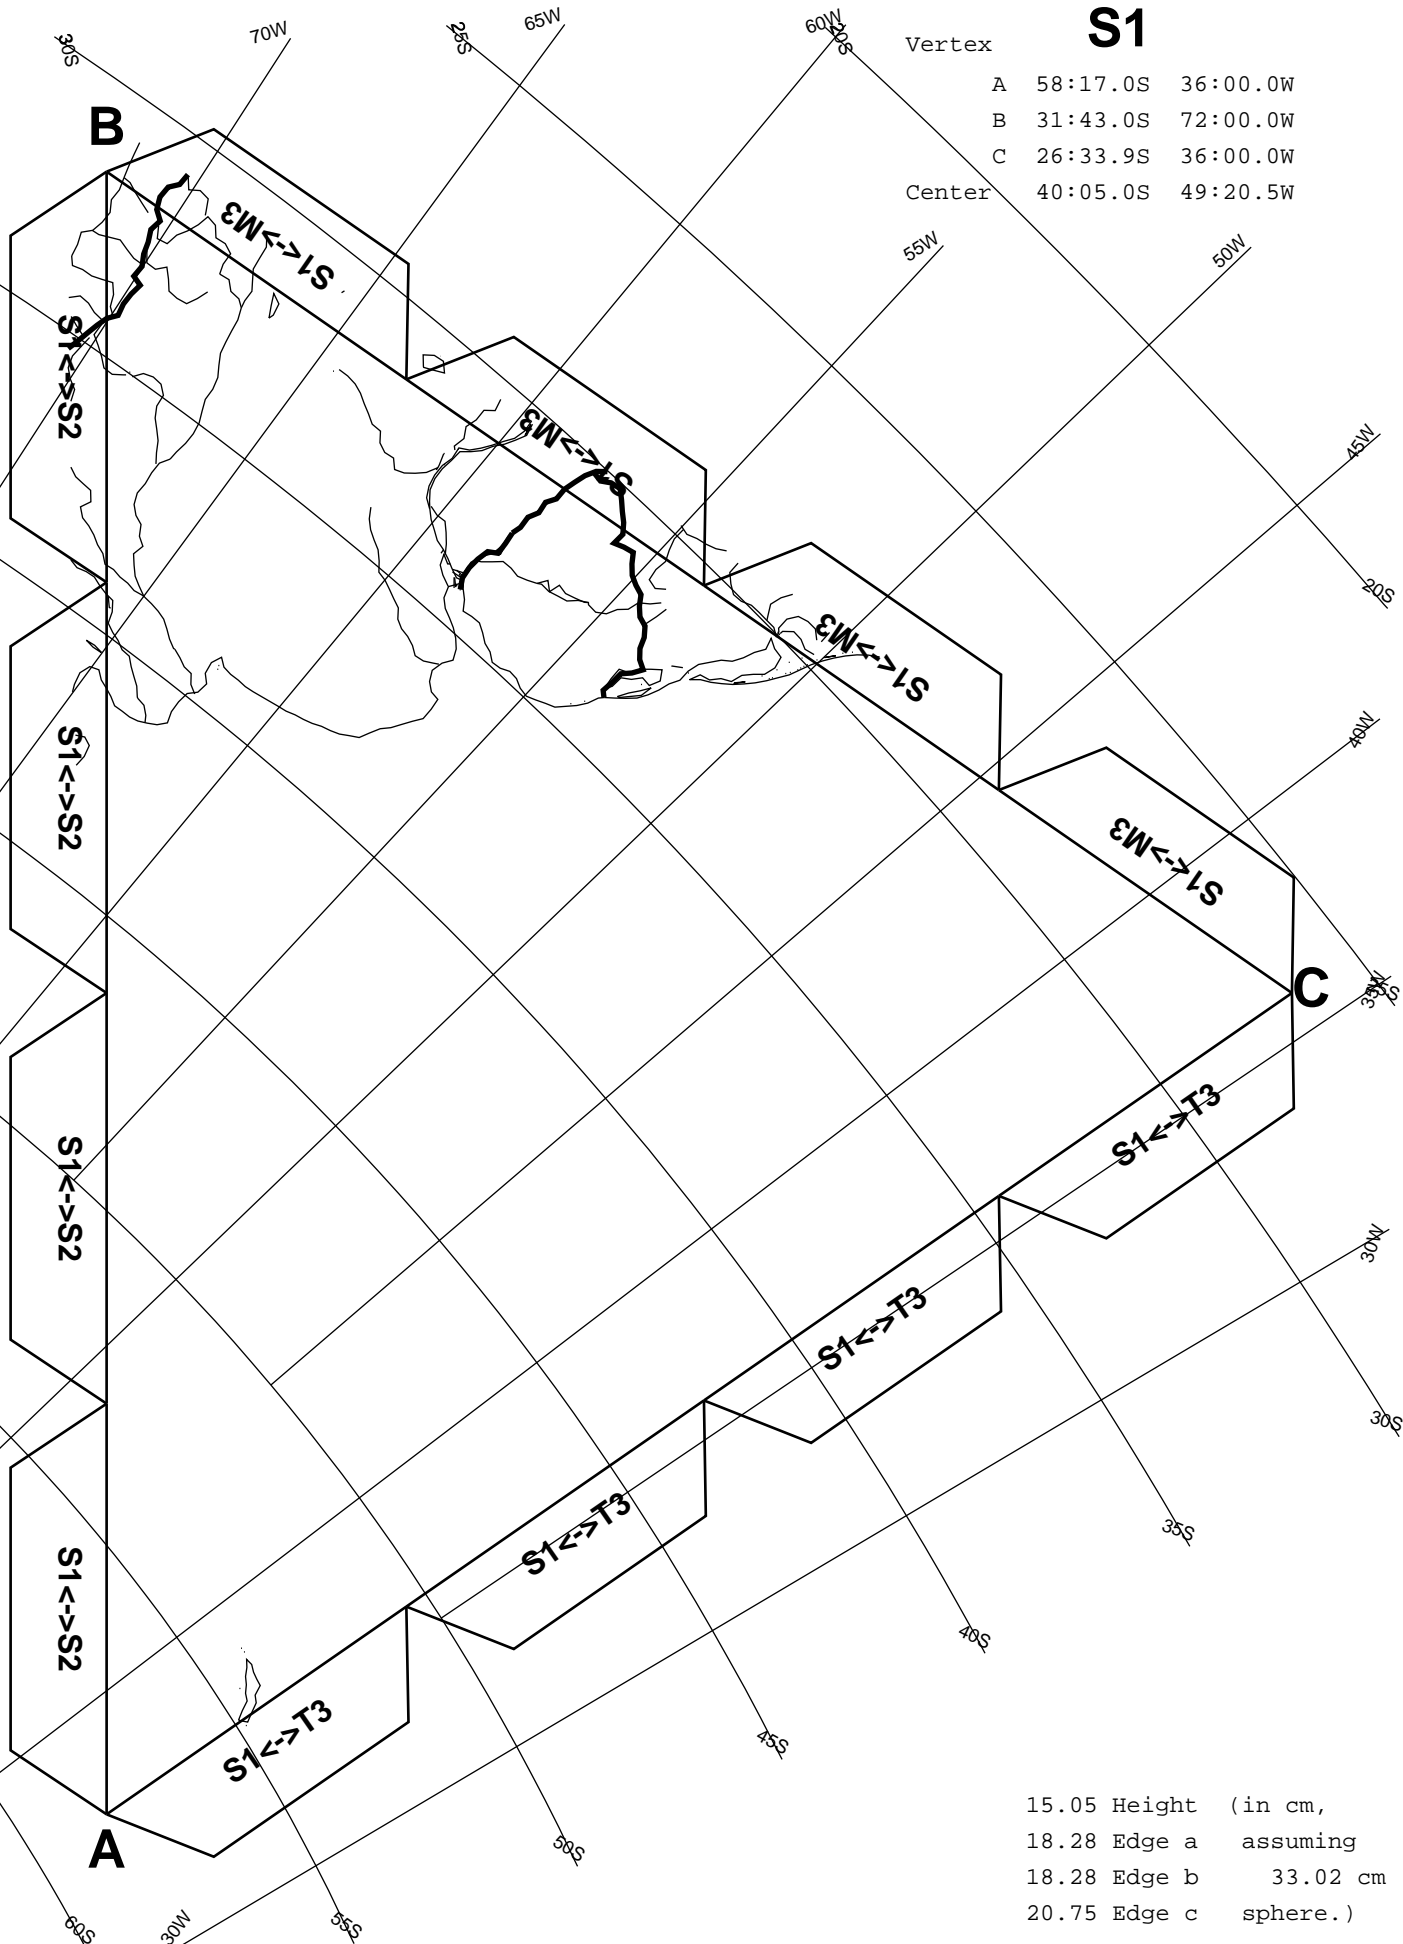 S1
Vertex
A 58:17.0S 36:00.0W
B 31:43.0S 72:00.0W
C 26:33.9S 36:00.0W
Center 40:05.0S 49:20.5W
30S
70W
25S
65W
60W
20S
B
55W
50W
S1<->M3
S1<->S2
S1<->M3
45W
20S
S1<->M3
40W
S1<->S2
S1<->M3
C
35W
25S
S1<->T3
S1<->S2
30W
S1<->T3
30S
S1<->T3
35S
S1<->S2
40S
S1<->T3
45S
A
50S
60S
30W
55S
15.05 Height (in cm,
18.28 Edge a assuming
18.28 Edge b 33.02 cm
20.75 Edge c sphere.)